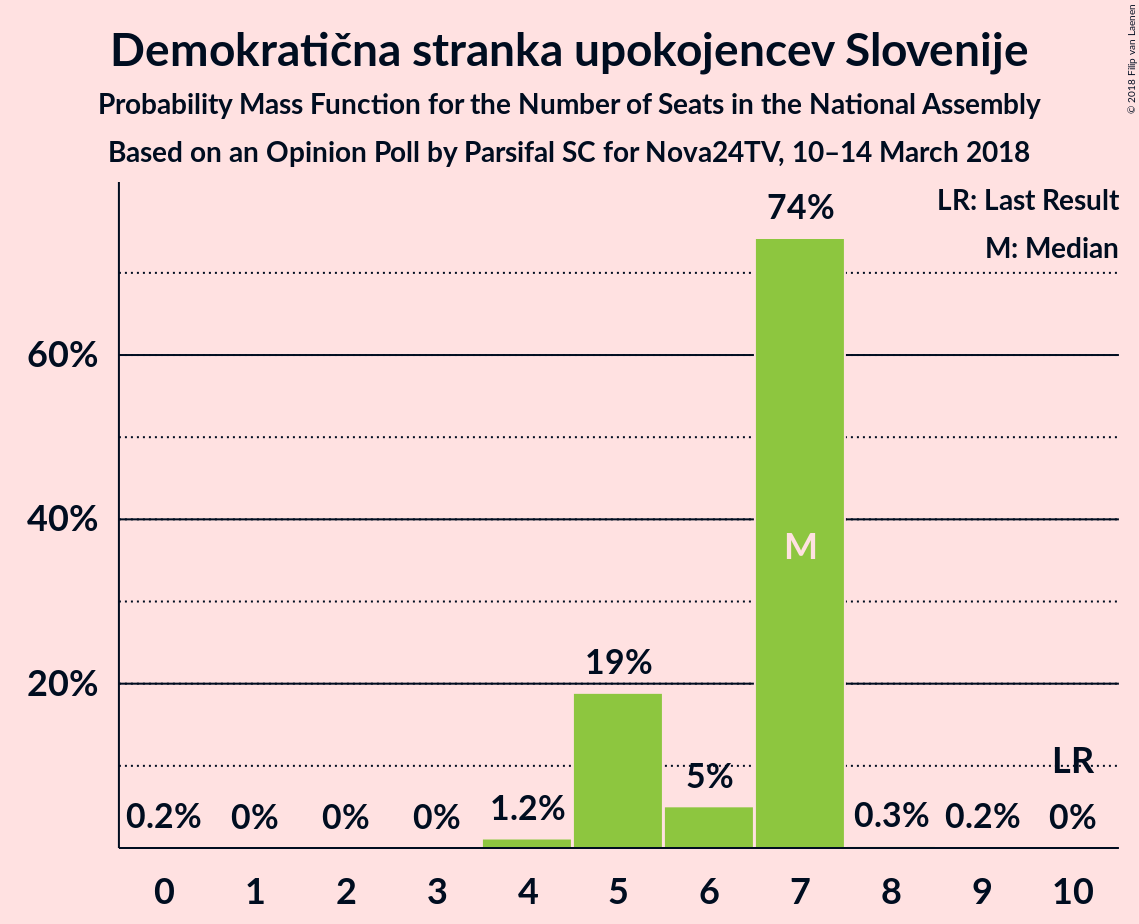 Demokratična stranka upokojencev Slovenije
Probability Mass Function for the Number of Seats in the National Assembly
Based on an Opinion Poll by Parsifal SC for Nova24TV, 10–14 March 2018
© 2018 Filip van Laenen
LR: Last Result
M: Median
74%
60%
40%
M
19%
20%
LR
5%
0.2% 0% 0% 0% 1.2% 0.3% 0.2% 0%
0 1 2 3 4 5 6 7 8 9 10